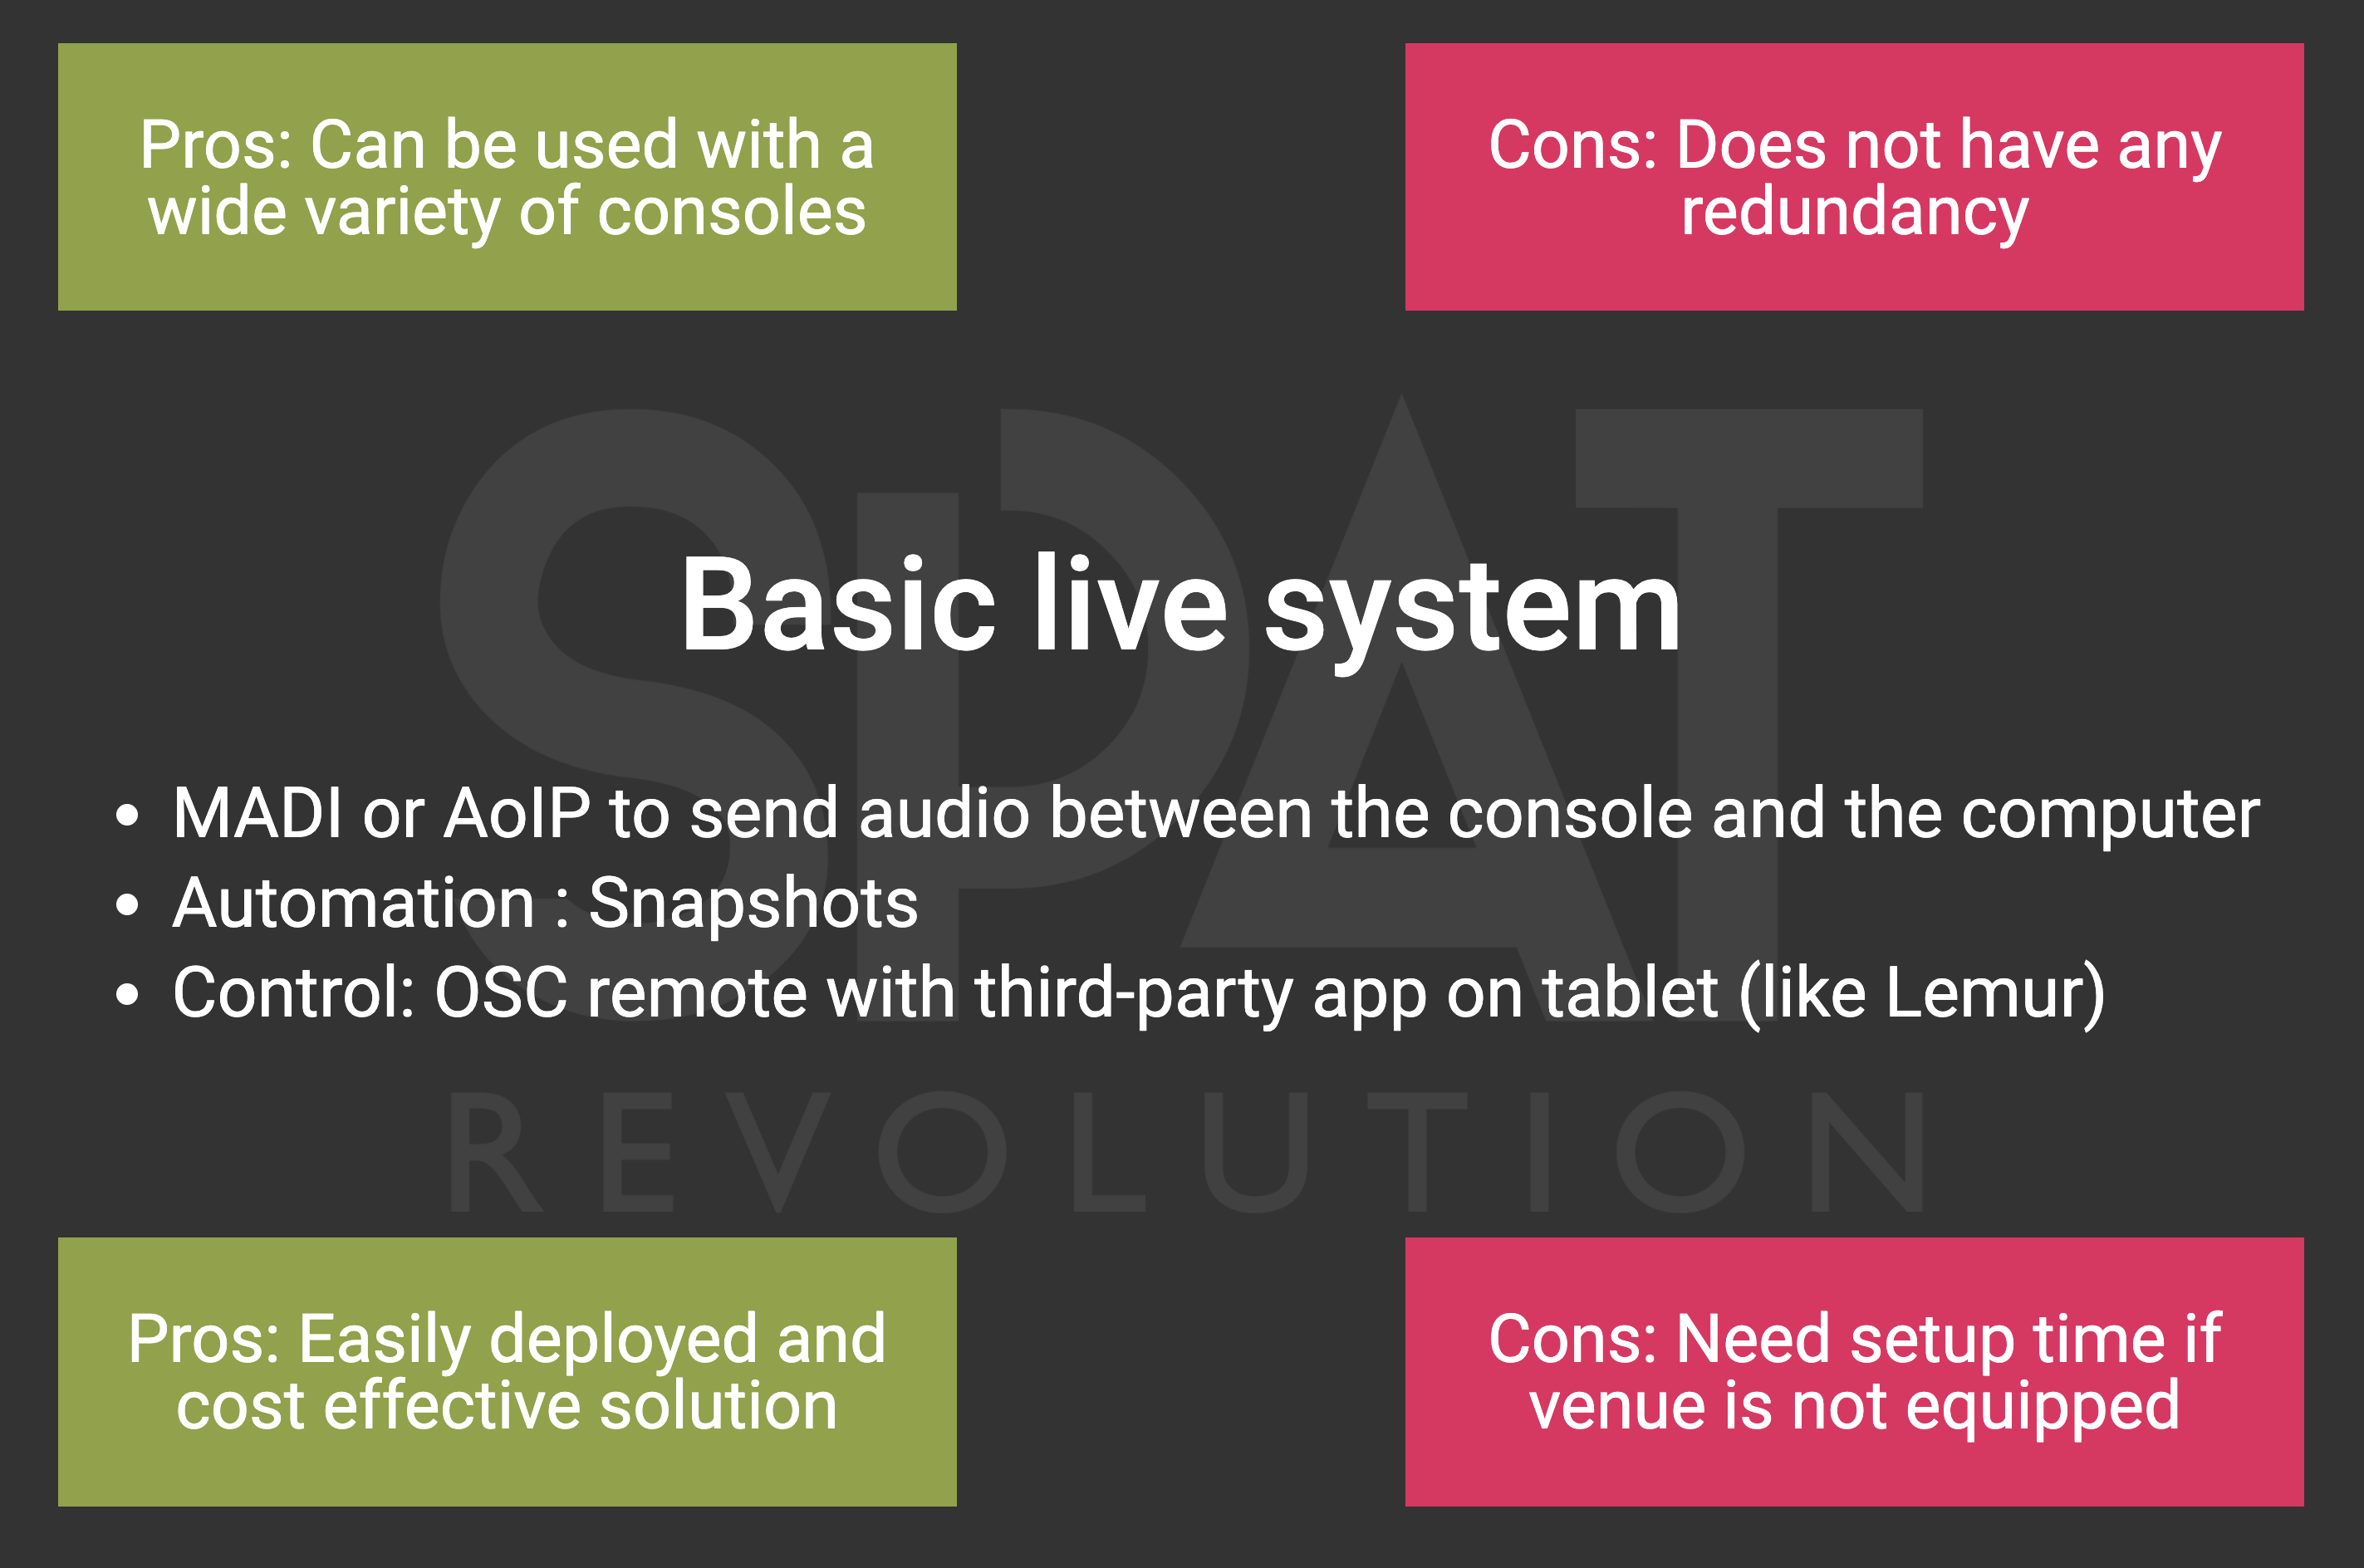 Pros: Can be used with a
wide variety of consoles
Cons: Does not have any
redundancy
SPAT
Basic live system
• MADI or AoIP to send audio between the console and the computer
• Automation : Snapshots
• Control: OSC remote with third-party app on tablet (like Lemur)
REVOLUTION
Pros: Easily deployed and
cost effective solution
Cons: Need setup time if
venue is not equipped